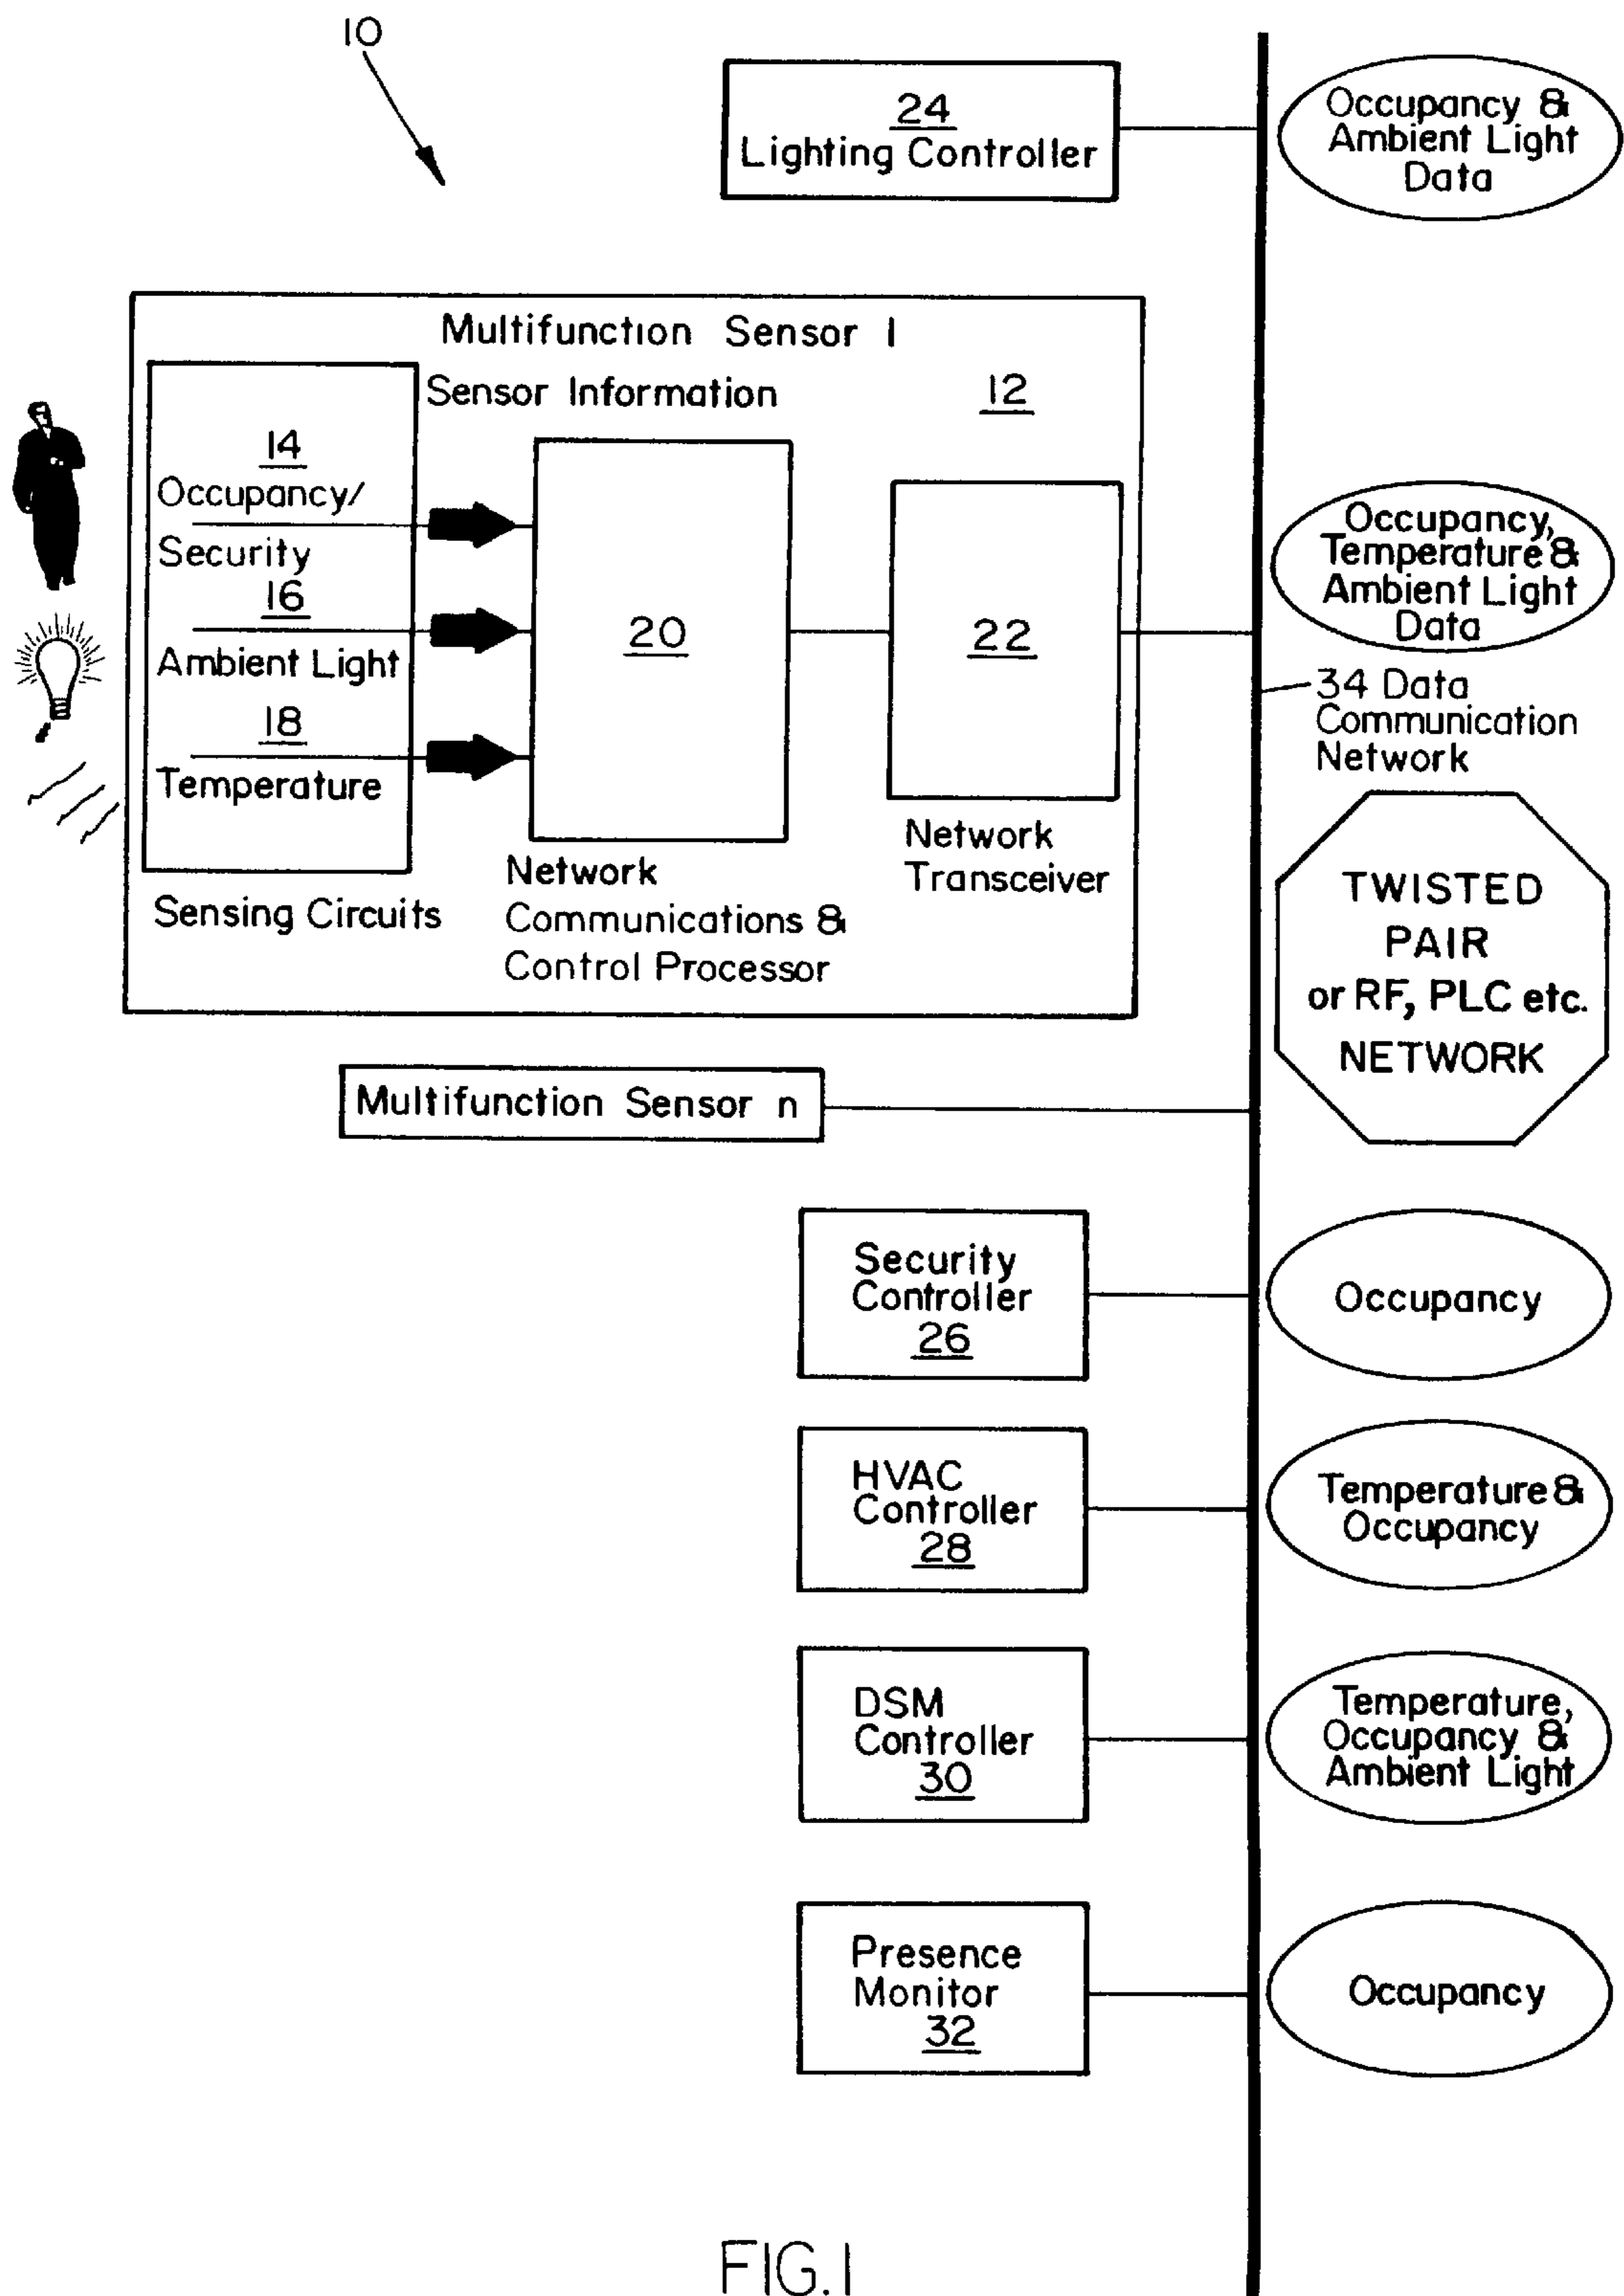 10
24
Lighting Controller
Occupancy &
Ambient Light
Data
Multifunction Sensor 1
Sensor Information
12
14
Occupancy/
Security
16
Ambient Light
18
Temperature
Sensing Circuits
20
Network
Communications &
Control Processor
22
Network
Transceiver
Occupancy,
Temperature &
Ambient Light
Data
34 Data
Communication
Network
TWISTED
PAIR
or RF, PLC etc.
NETWORK
Multifunction Sensor n
Security
Controller
26
Occupancy
HVAC
Controller
28
Temperature &
Occupancy
DSM
Controller
30
Temperature,
Occupancy &
Ambient Light
Presence
Monitor
32
Occupancy
FIG. 1